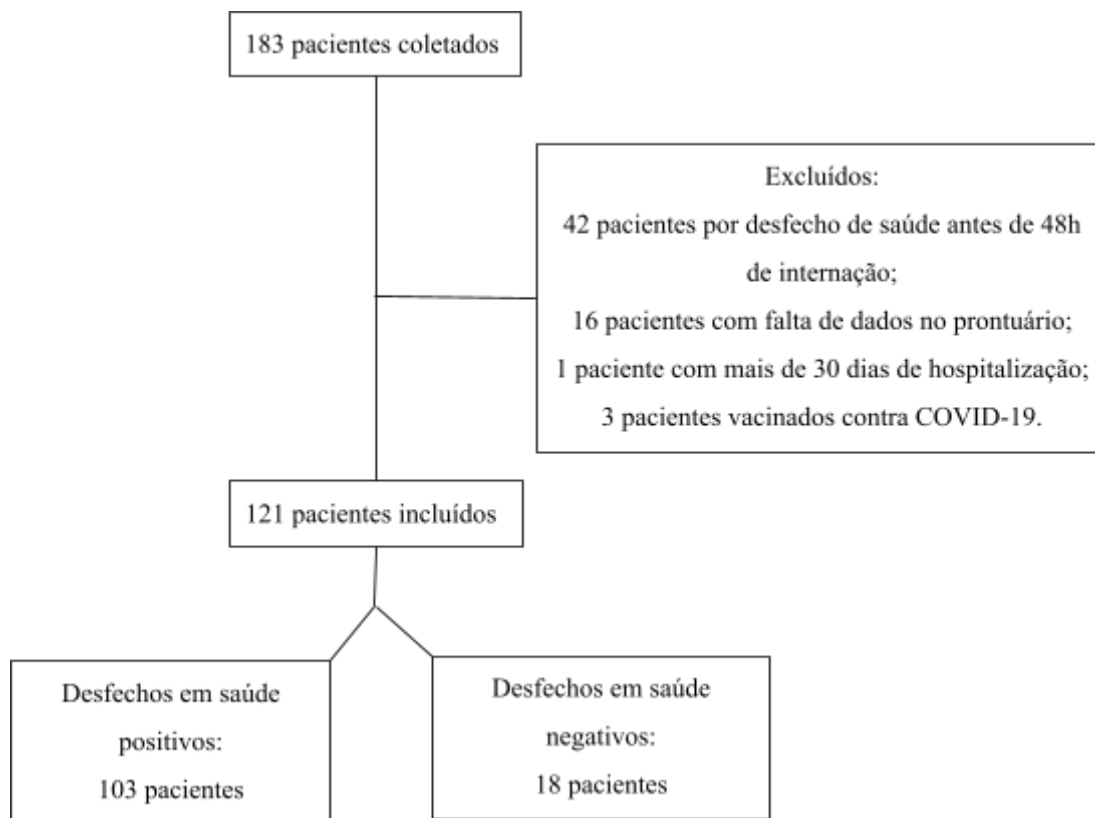 183 pacientes coletados
Excluídos:
42 pacientes por desfecho de saúde antes de 48h
de internação;
16 pacientes com falta de dados no prontuário;
1 paciente com mais de 30 dias de hospitalização;
3 pacientes vacinados contra COVID-19.
121 pacientes incluídos
Desfechos em saúde
positivos:
103 pacientes
Desfechos em saúde
negativos:
18 pacientes